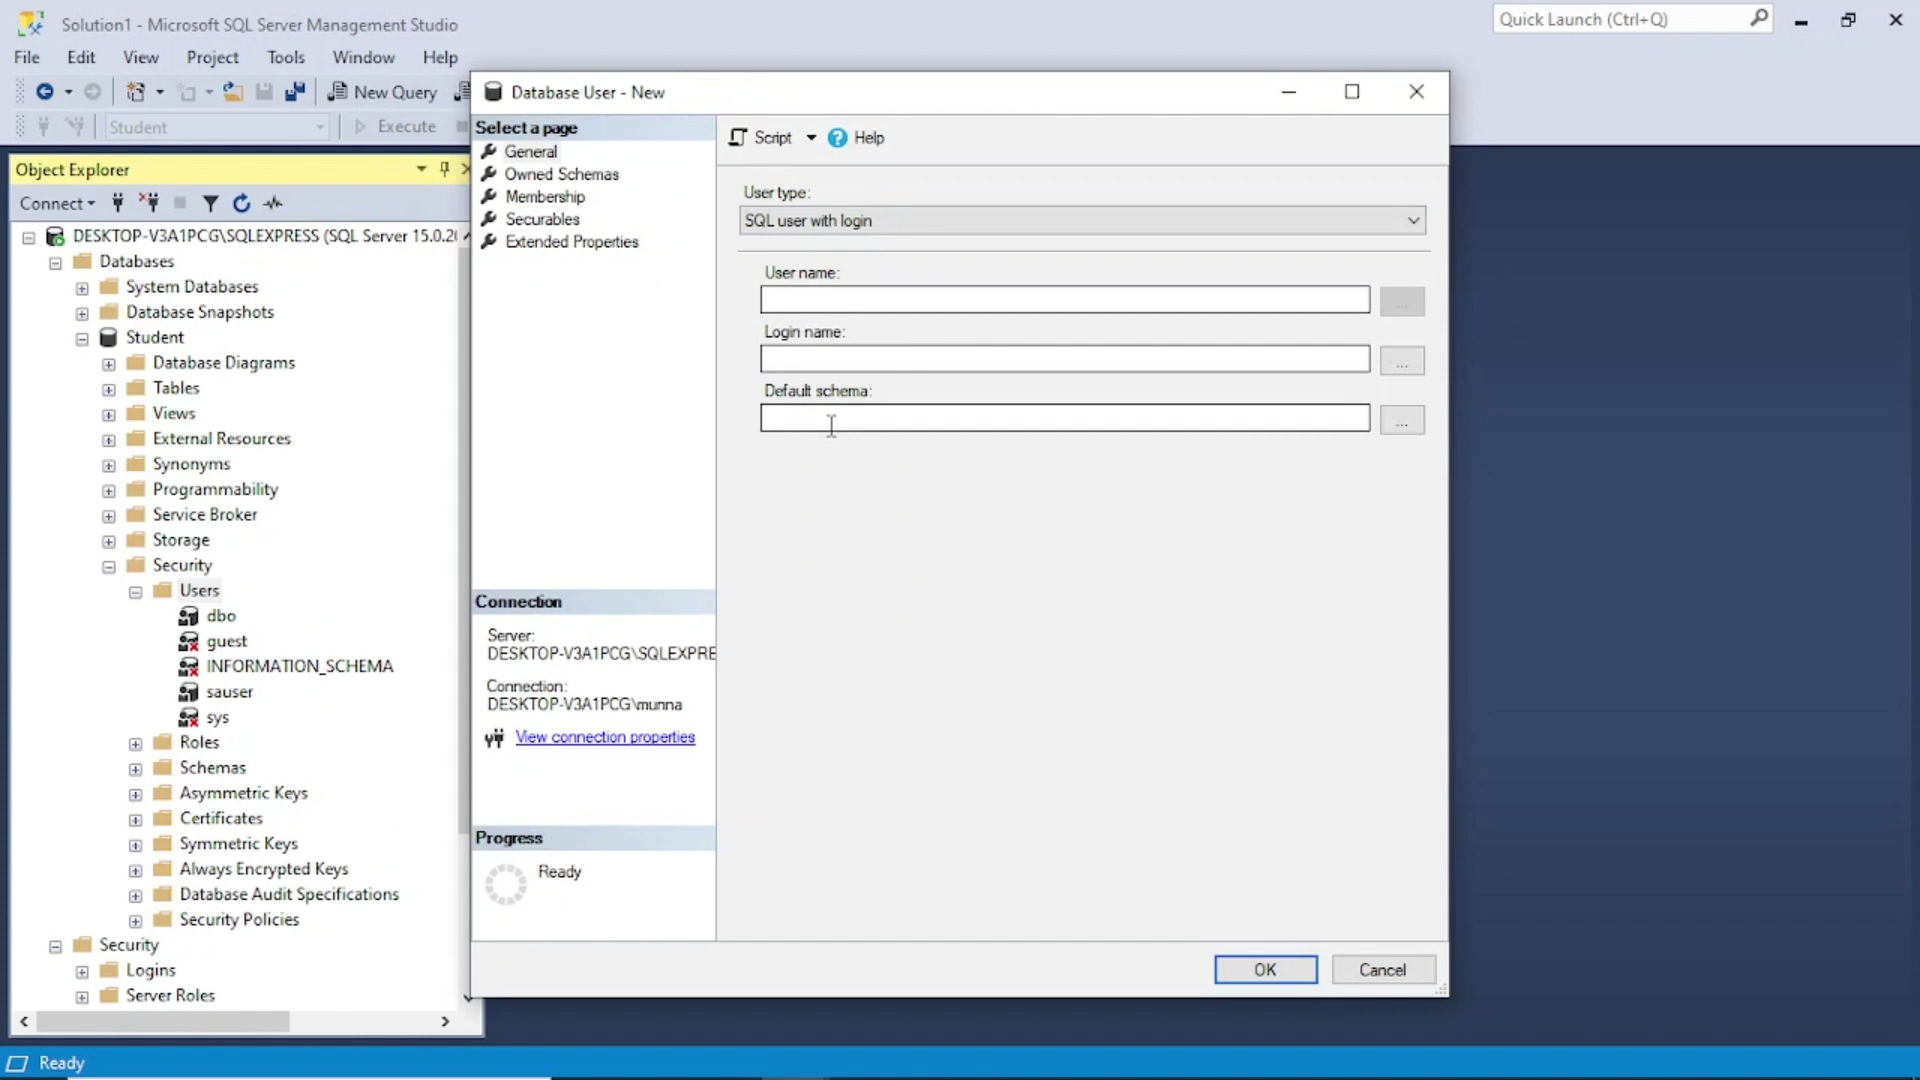 Solution1 - Microsoft SQL Server Management Studio
Quick Launch (Ctrl+Q)
File Edit View Project Tools Window Help
New Query
Student
Execute
Object Explorer
Connect
DESKTOP-V3A1PCG\SQLEXPRESS (SQL Server 15.0.20
Databases
System Databases
Database Snapshots
Student
Database Diagrams
Tables
Views
External Resources
Synonyms
Programmability
Service Broker
Storage
Security
Users
dbo
guest
INFORMATION_SCHEMA
sauser
sys
Roles
Schemas
Asymmetric Keys
Certificates
Symmetric Keys
Always Encrypted Keys
Database Audit Specifications
Security Policies
Security
Logins
Server Roles
Ready
Database User - New
Select a page
General
Owned Schemas
Membership
Securables
Extended Properties
Connection
Server:
DESKTOP-V3A1PCG\SQLEXPRE
Connection:
DESKTOP-V3A1PCG\munna
View connection properties
Progress
Ready
Script
Help
User type:
SQL user with login
User name:
...
Login name:
...
Default schema:
...
OK
Cancel